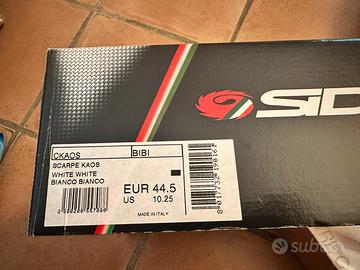 SiD
CKAOS BIBI
SCARPE KAOS
WHITE WHITE
BIANCO BIANCO
EUR 44.5
US 10.25
MADE IN ITALY
subito